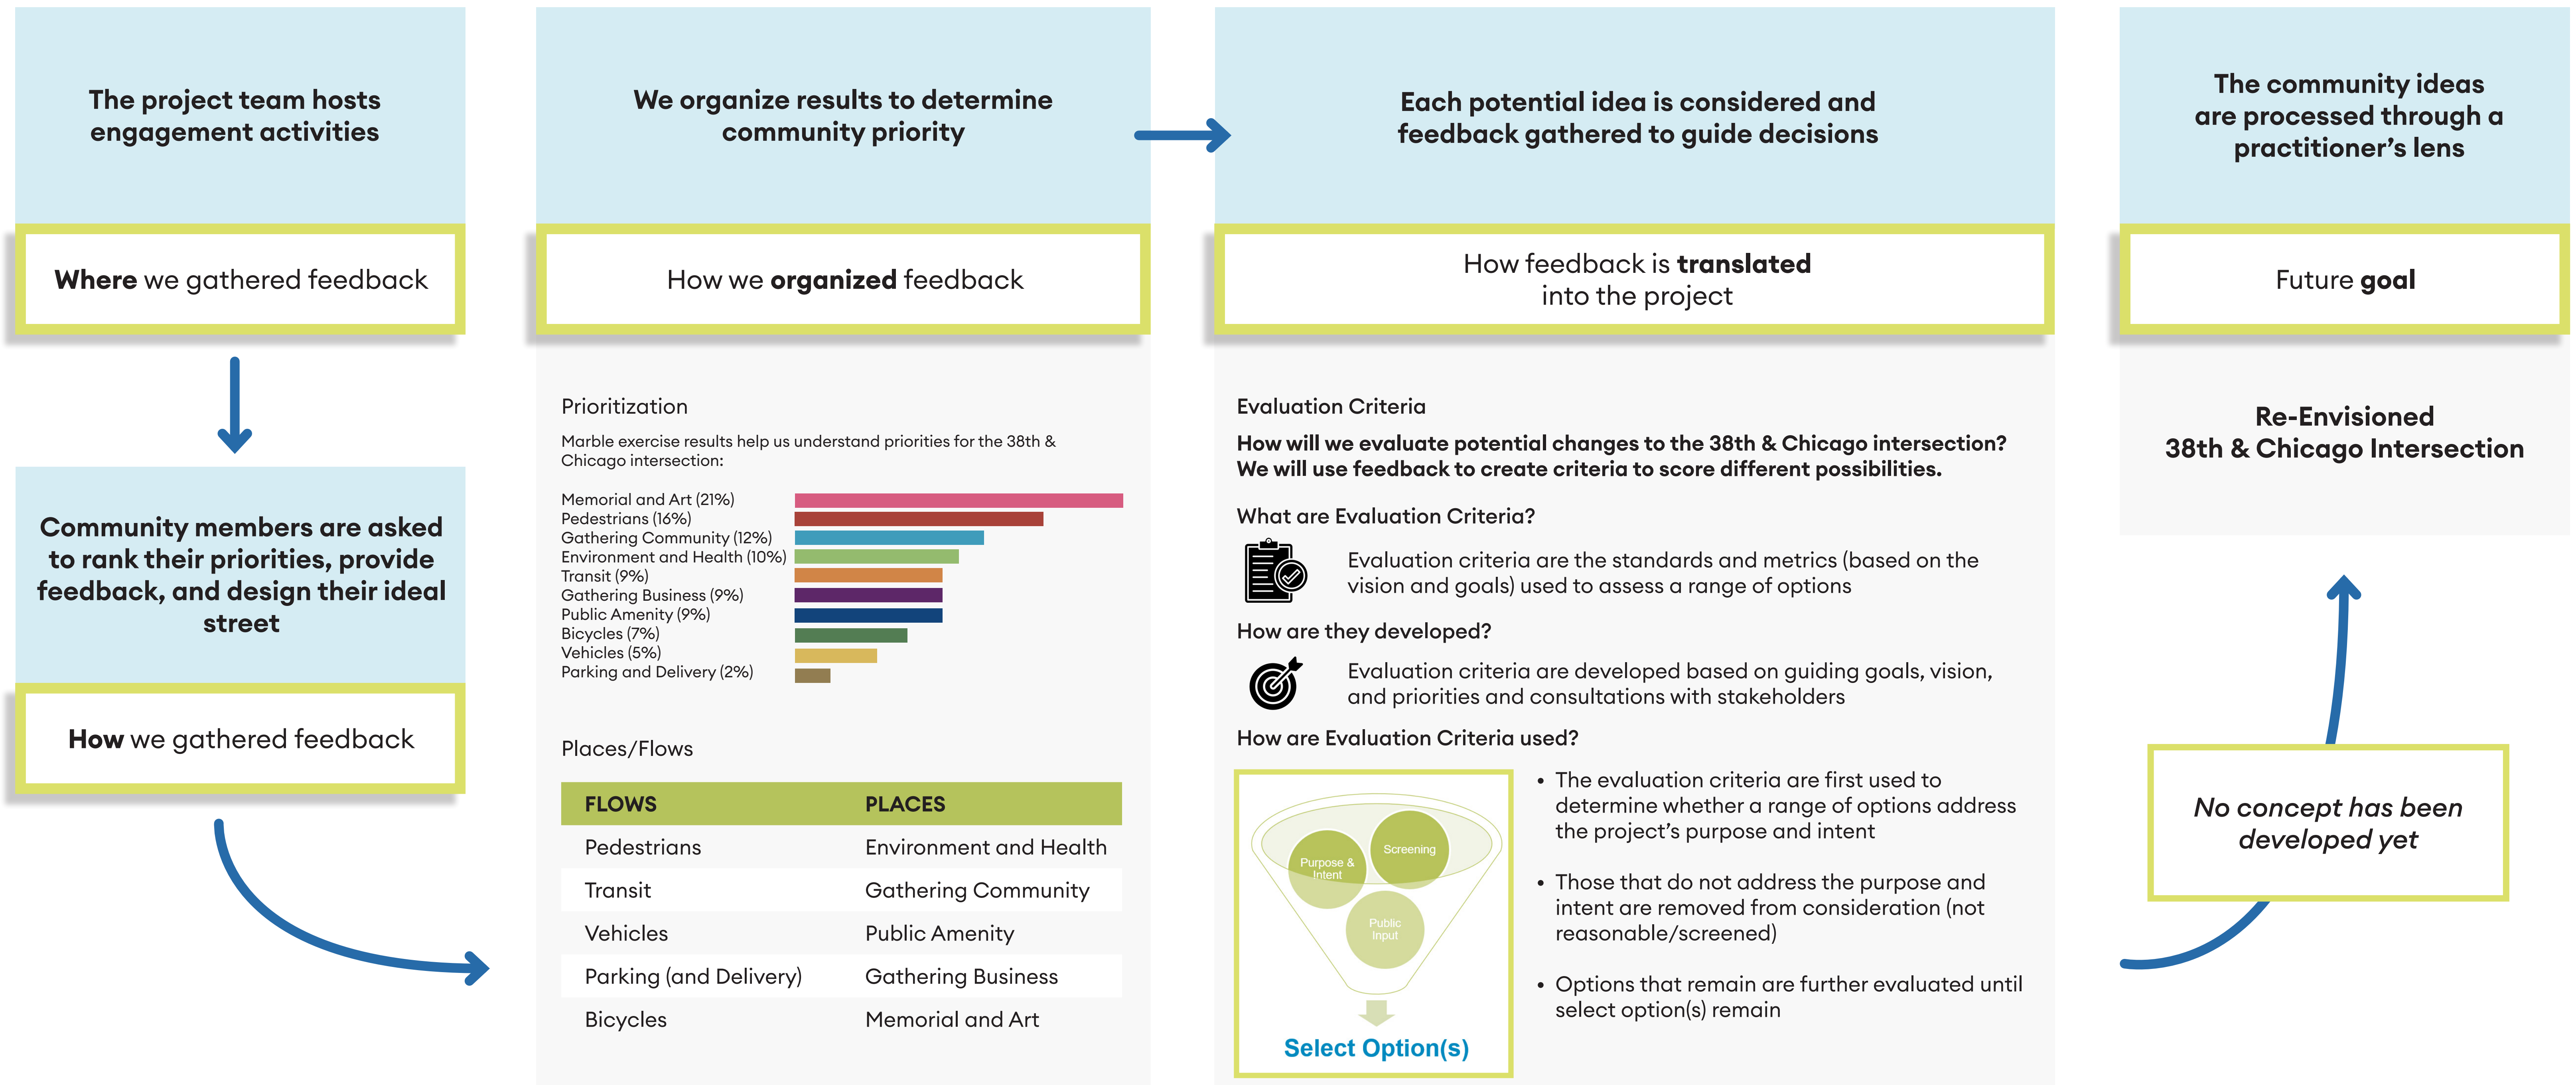 The project team hosts
engagement activities
Where we gathered feedback
Community members are asked
to rank their priorities, provide
feedback, and design their ideal
street
How we gathered feedback
We organize results to determine
community priority
How we organized feedback
Prioritization
Marble exercise results help us understand priorities for the 38th &
Chicago intersection:
Memorial and Art (21%)
Pedestrians (16%)
Gathering Community (12%)
Environment and Health (10%)
Transit (9%)
Gathering Business (9%)
Public Amenity (9%)
Bicycles (7%)
Vehicles (5%)
Parking and Delivery (2%)
Places/Flows
FLOWS PLACES
Pedestrians Environment and Health
Transit Gathering Community
Vehicles Public Amenity
Parking (and Delivery) Gathering Business
Bicycles Memorial and Art
Each potential idea is considered and
feedback gathered to guide decisions
How feedback is translated
into the project
Evaluation Criteria
How will we evaluate potential changes to the 38th & Chicago intersection?
We will use feedback to create criteria to score different possibilities.
What are Evaluation Criteria?
Evaluation criteria are the standards and metrics (based on the
vision and goals) used to assess a range of options
How are they developed?
Evaluation criteria are developed based on guiding goals, vision,
and priorities and consultations with stakeholders
How are Evaluation Criteria used?
Purpose &
Intent
Screening
Public
Input
Select Option(s)
• The evaluation criteria are first used to
determine whether a range of options address
the project’s purpose and intent
• Those that do not address the purpose and
intent are removed from consideration (not
reasonable/screened)
• Options that remain are further evaluated until
select option(s) remain
The community ideas
are processed through a
practitioner’s lens
Future goal
Re-Envisioned
38th & Chicago Intersection
No concept has been
developed yet